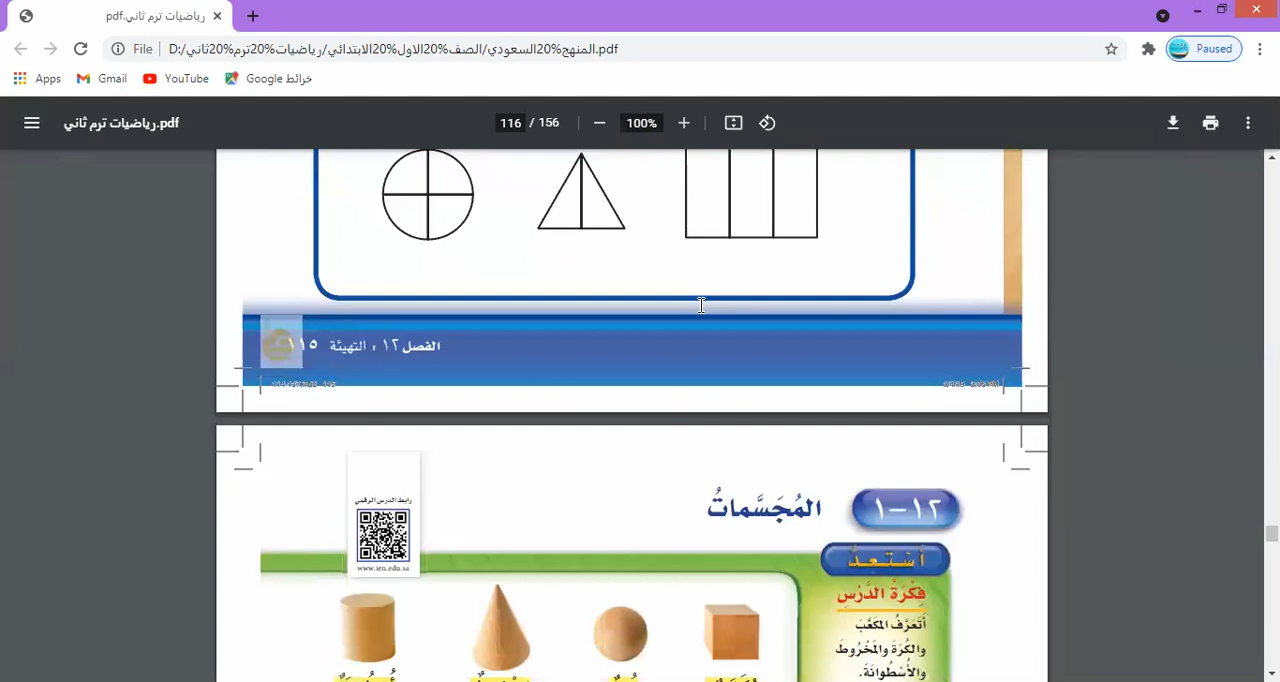 رياضيات ترم ثاني.pdf
File
D:/المنهج%20السعودي/الصف%20الاول%20الابتدائي/رياضيات%20ترم%20ثاني.pdf
Paused
Apps
Gmail
YouTube
خرائط Google
رياضيات ترم ثاني.pdf
116 / 156
100%
الفصل ١٢ : التهيئة ١١٥
رابط الدرس الرقمي
www.ien.edu.sa
١٢-١
المُجَسَّماتُ
أَسْتَعِدُّ
فِكْرَةُ الدَّرْسِ
أَتَعَرَّفُ المكعَّبَ
والكُرَةَ والمَخْرُوطَ
والأُسْطُوانَةَ.